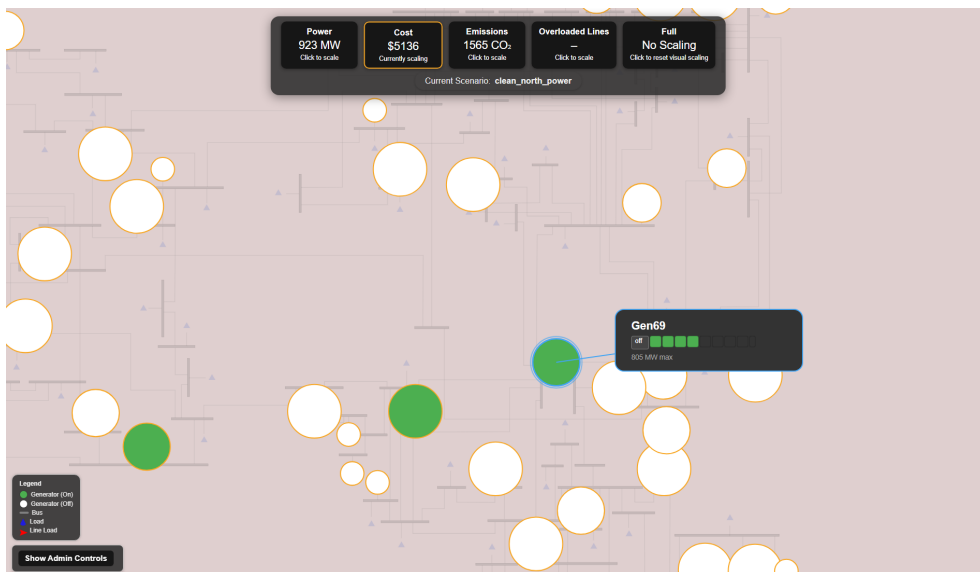 Power
923 MW
Click to scale
Cost
$5136
Currently scaling
Emissions
1565 CO₂
Click to scale
Overloaded Lines
–
Click to scale
Full
No Scaling
Click to reset visual scaling
Current Scenario: clean_north_power
Gen69
off
805 MW max
Legend
Generator (On)
Generator (Off)
Bus
Load
Line Load
Show Admin Controls